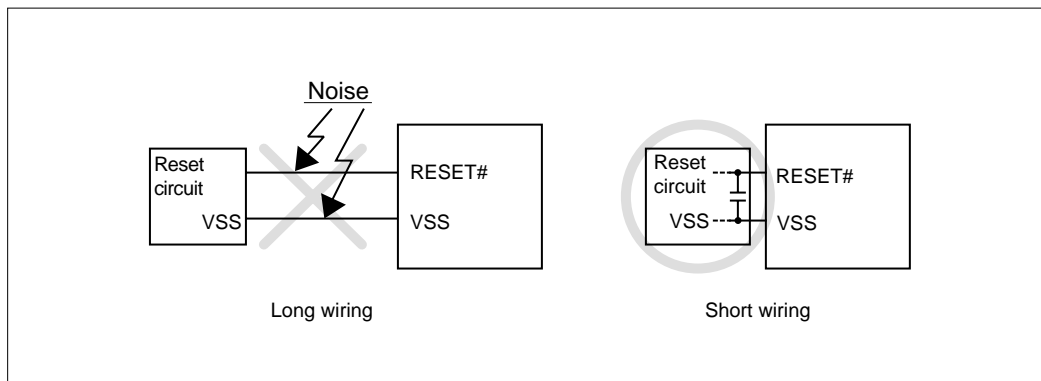 Noise
Reset
circuit
VSS
RESET#
VSS
Long wiring
Reset
circuit
VSS
RESET#
VSS
Short wiring